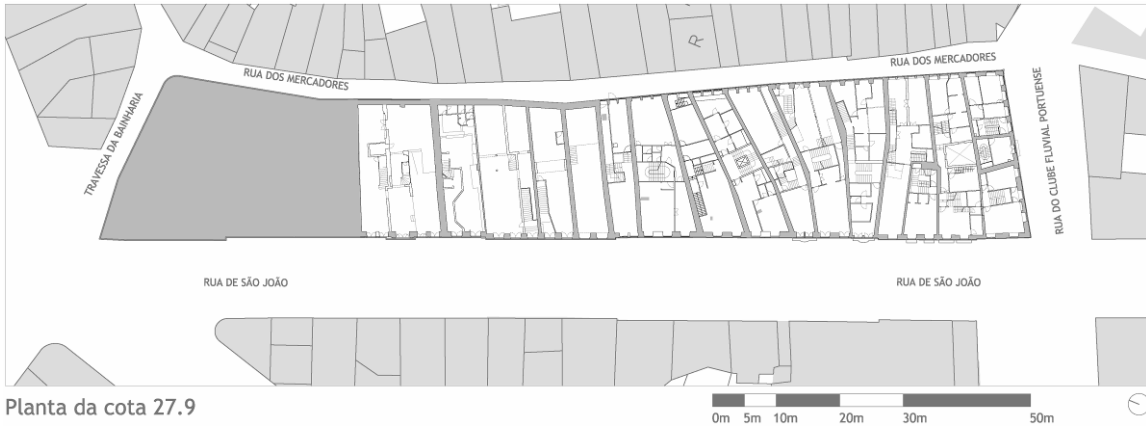 R
RUA DOS MERCADORES
RUA DOS MERCADORES
TRAVESSA DA BAINHARIA
RUA DO CLUBE FLUVIAL PORTUENSE
RUA DE SÃO JOÃO
RUA DE SÃO JOÃO
Planta da cota 27.9
0m 5m 10m 20m 30m 50m